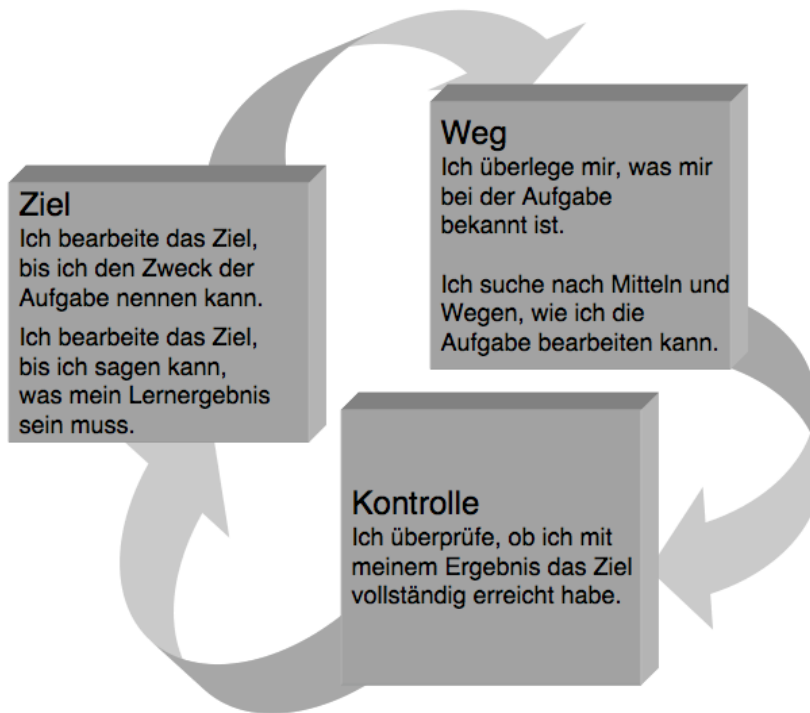 Ziel
Ich bearbeite das Ziel,
bis ich den Zweck der
Aufgabe nennen kann.
Ich bearbeite das Ziel,
bis ich sagen kann,
was mein Lernergebnis
sein muss.
Weg
Ich überlege mir, was mir
bei der Aufgabe
bekannt ist.
Ich suche nach Mitteln und
Wegen, wie ich die
Aufgabe bearbeiten kann.
Kontrolle
Ich überprüfe, ob ich mit
meinem Ergebnis das Ziel
vollständig erreicht habe.